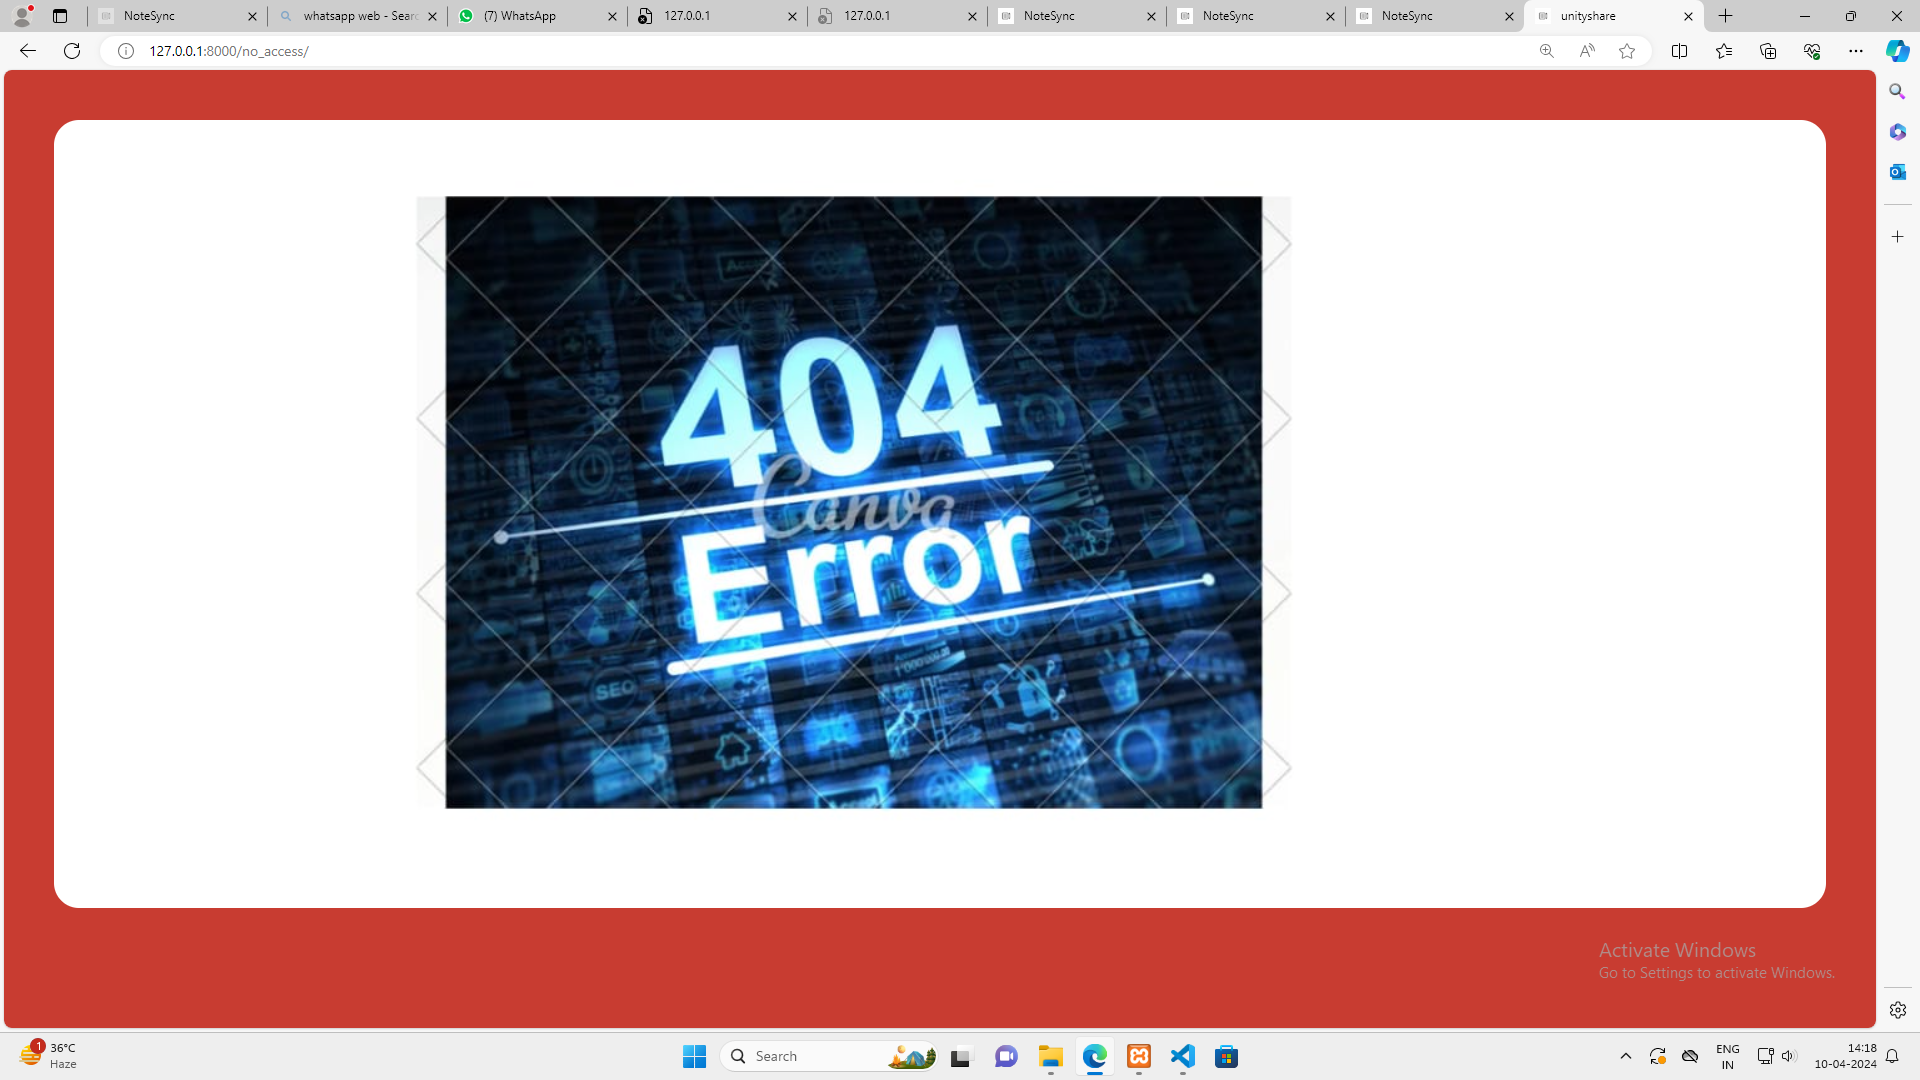 NoteSync
whatsapp web - Searc
(7) WhatsApp
127.0.0.1
127.0.0.1
NoteSync
NoteSync
NoteSync
unityshare
127.0.0.1:8000/no_access/
404
Canva
Error
SEO
Activate Windows
Go to Settings to activate Windows.
1
36°C
Haze
Search
ENG
IN
14:18
10-04-2024